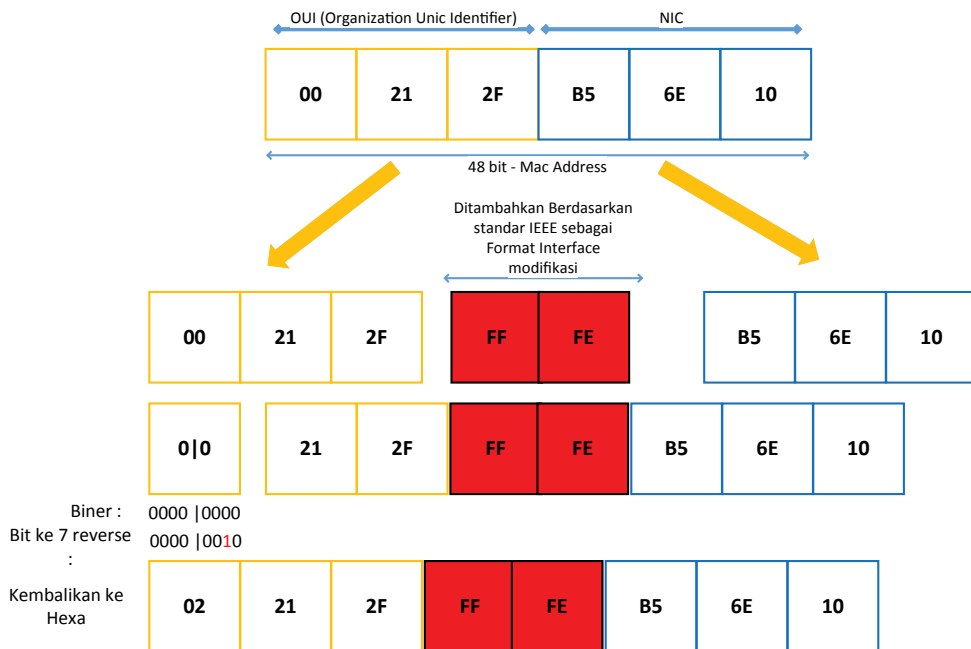 OUI (Organization Unic Identifier) NIC
00 21 2F B5 6E 10
48 bit - Mac Address
Ditambahkan Berdasarkan
standar IEEE sebagai
Format Interface
modifikasi
00 21 2F FF FE B5 6E 10
0|0 21 2F FF FE B5 6E 10
Biner : 0000 |0000
Bit ke 7 reverse
: 0000 |0010
Kembalikan ke
Hexa
02 21 2F FF FE B5 6E 10